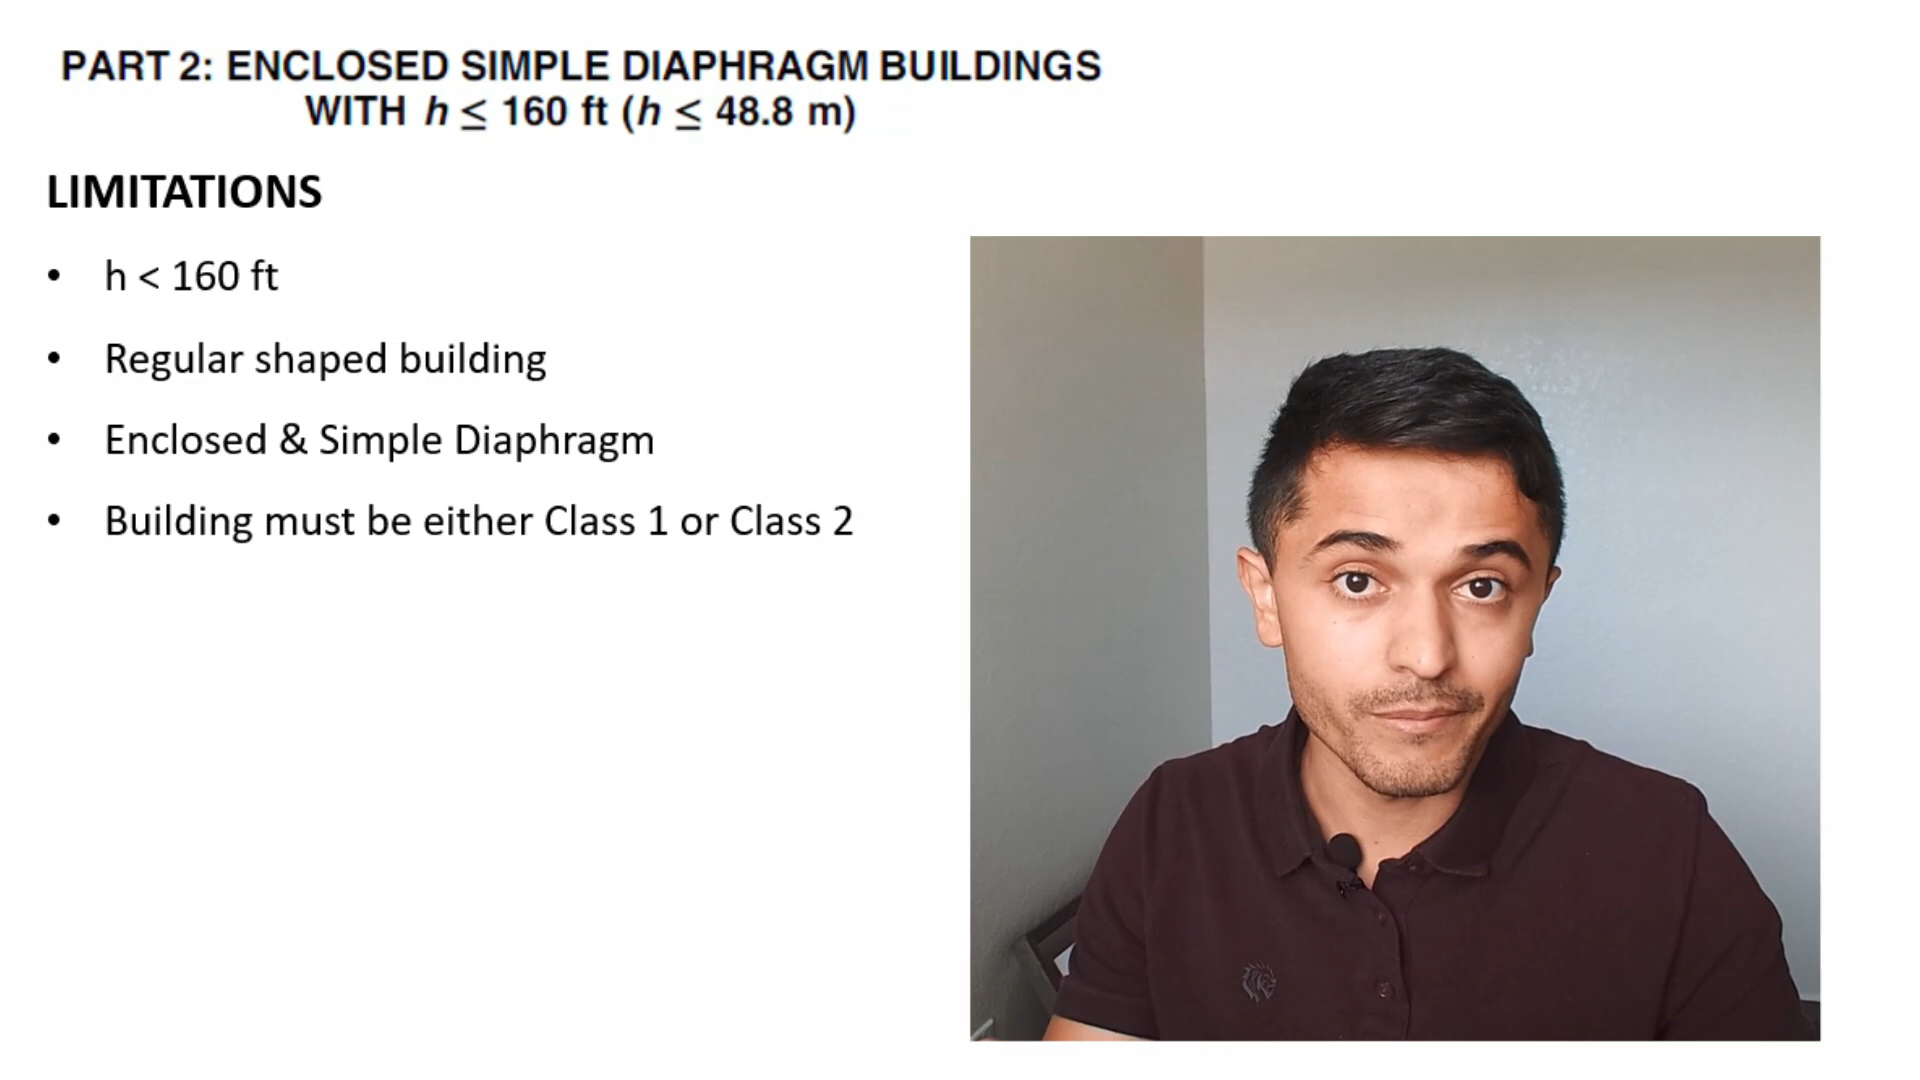 PART 2: ENCLOSED SIMPLE DIAPHRAGM BUILDINGS
WITH h ≤ 160 ft (h ≤ 48.8 m)
LIMITATIONS
• h < 160 ft
• Regular shaped building
• Enclosed & Simple Diaphragm
• Building must be either Class 1 or Class 2